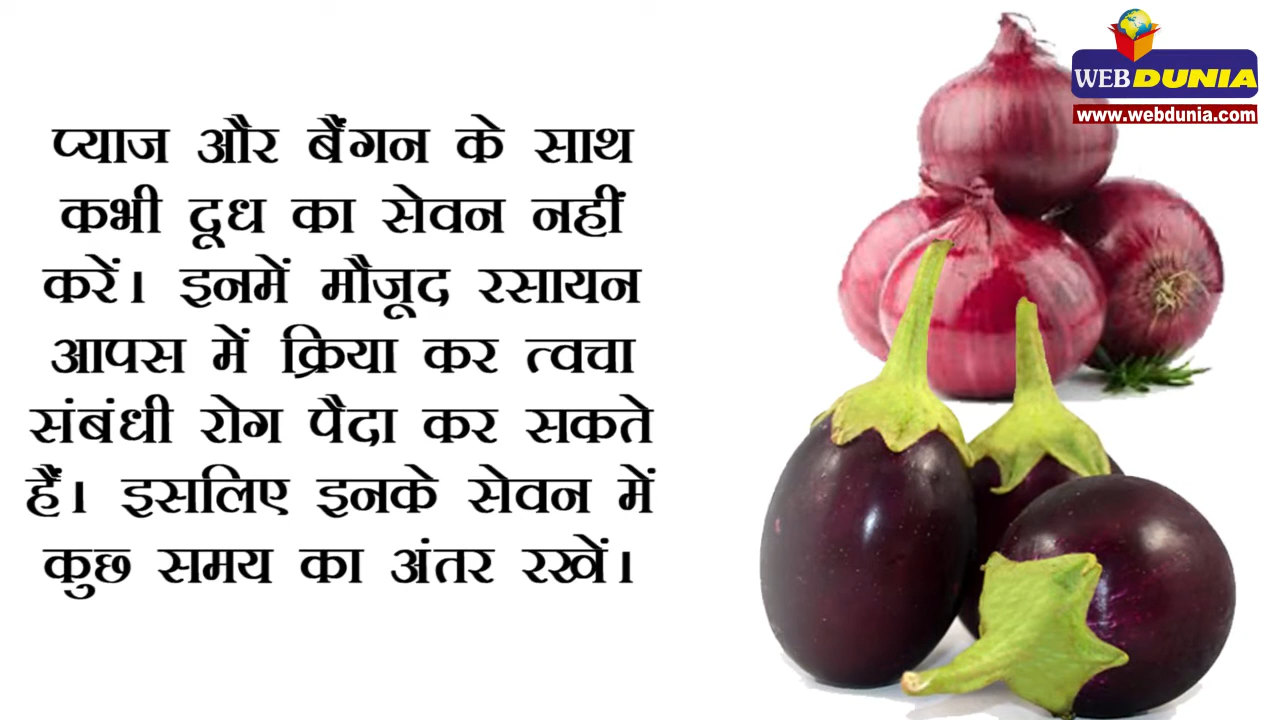 WEBDUNIA
www.webdunia.com
प्याज और बैंगन के साथ
कभी दूध का सेवन नहीं
करें। इनमें मौजूद रसायन
आपस में क्रिया कर त्वचा
संबंधी रोग पैदा कर सकते
हैं। इसलिए इनके सेवन में
कुछ समय का अंतर रखें।